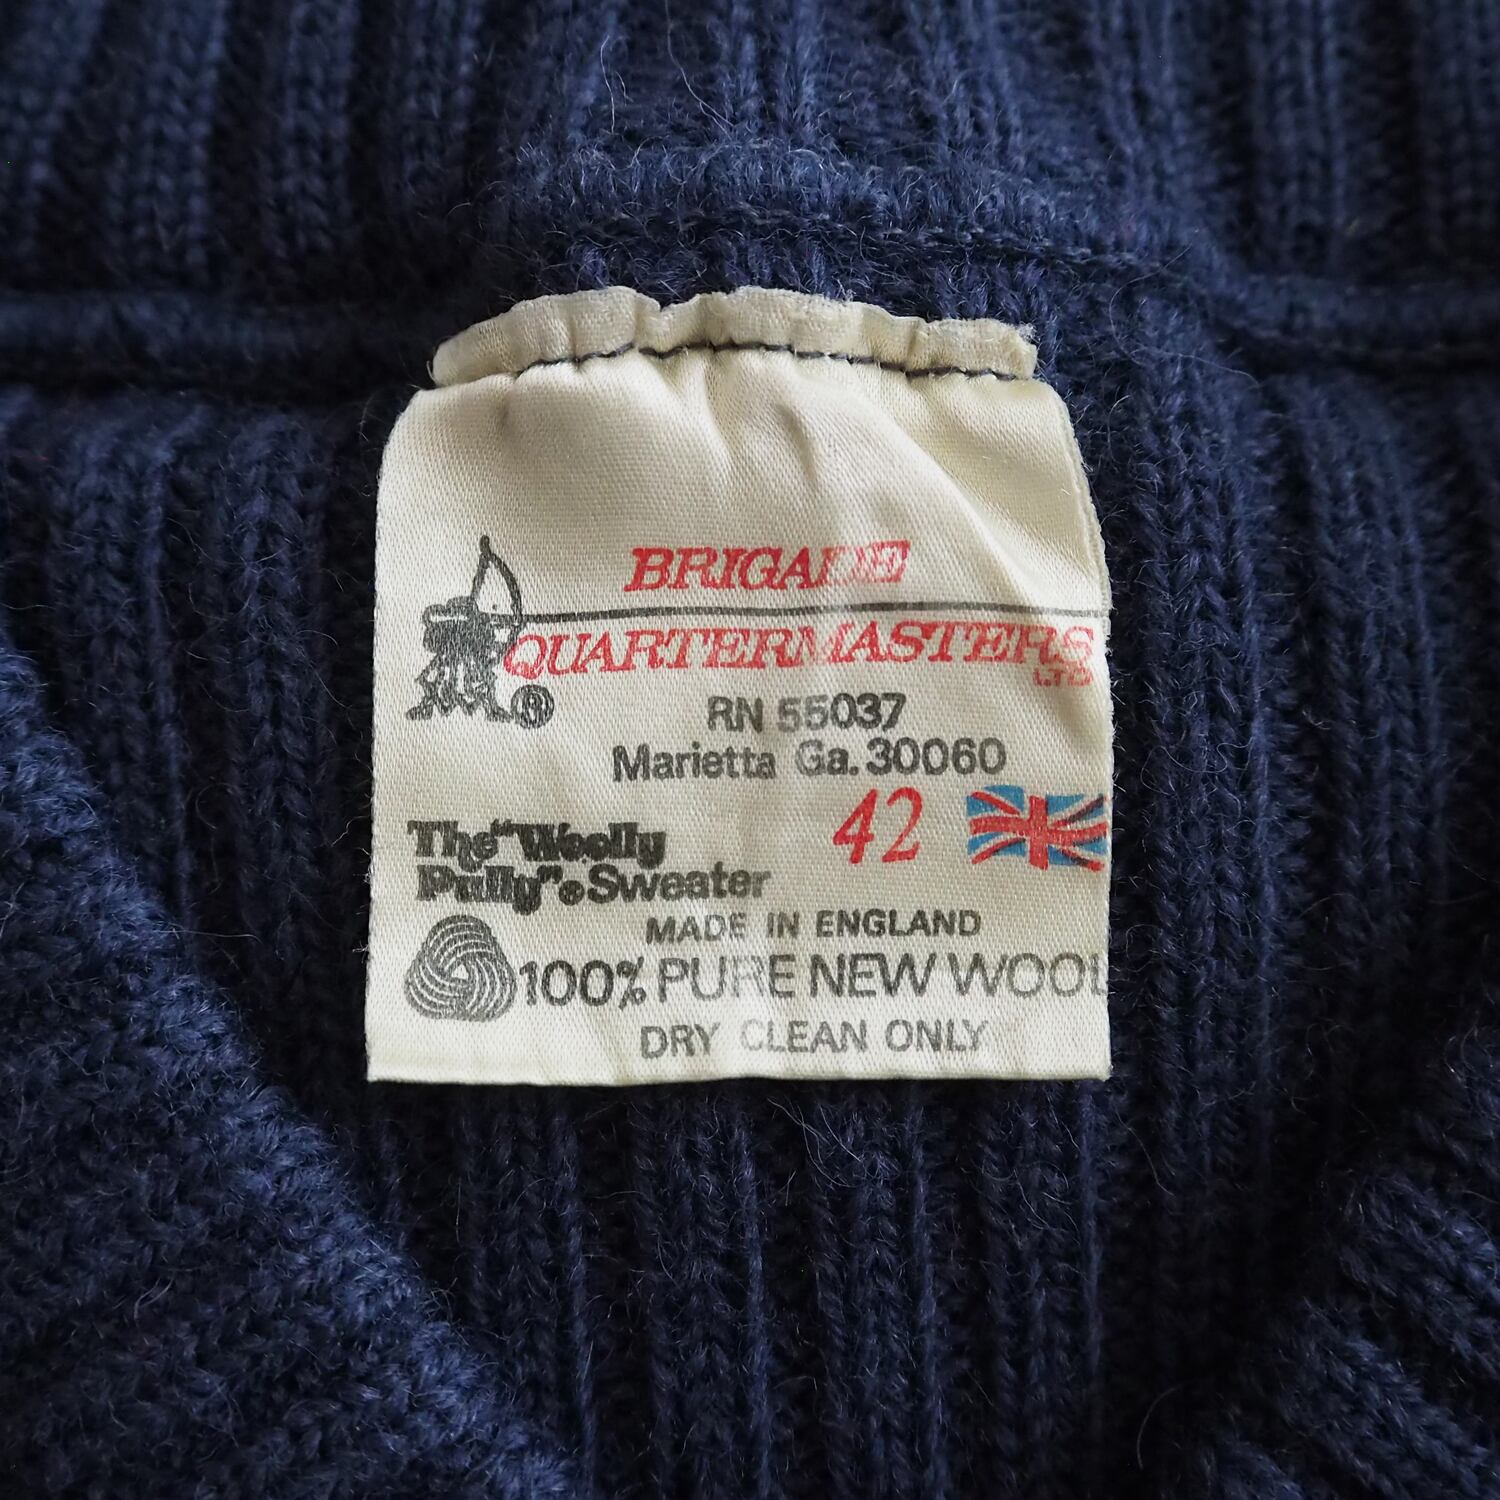 BRIGADE
QUARTERMASTERS
LTD
®
RN 55037
Marietta Ga. 30060
42
The "Woolly
Pully"® Sweater
MADE IN ENGLAND
100% PURE NEW WOOL
DRY CLEAN ONLY